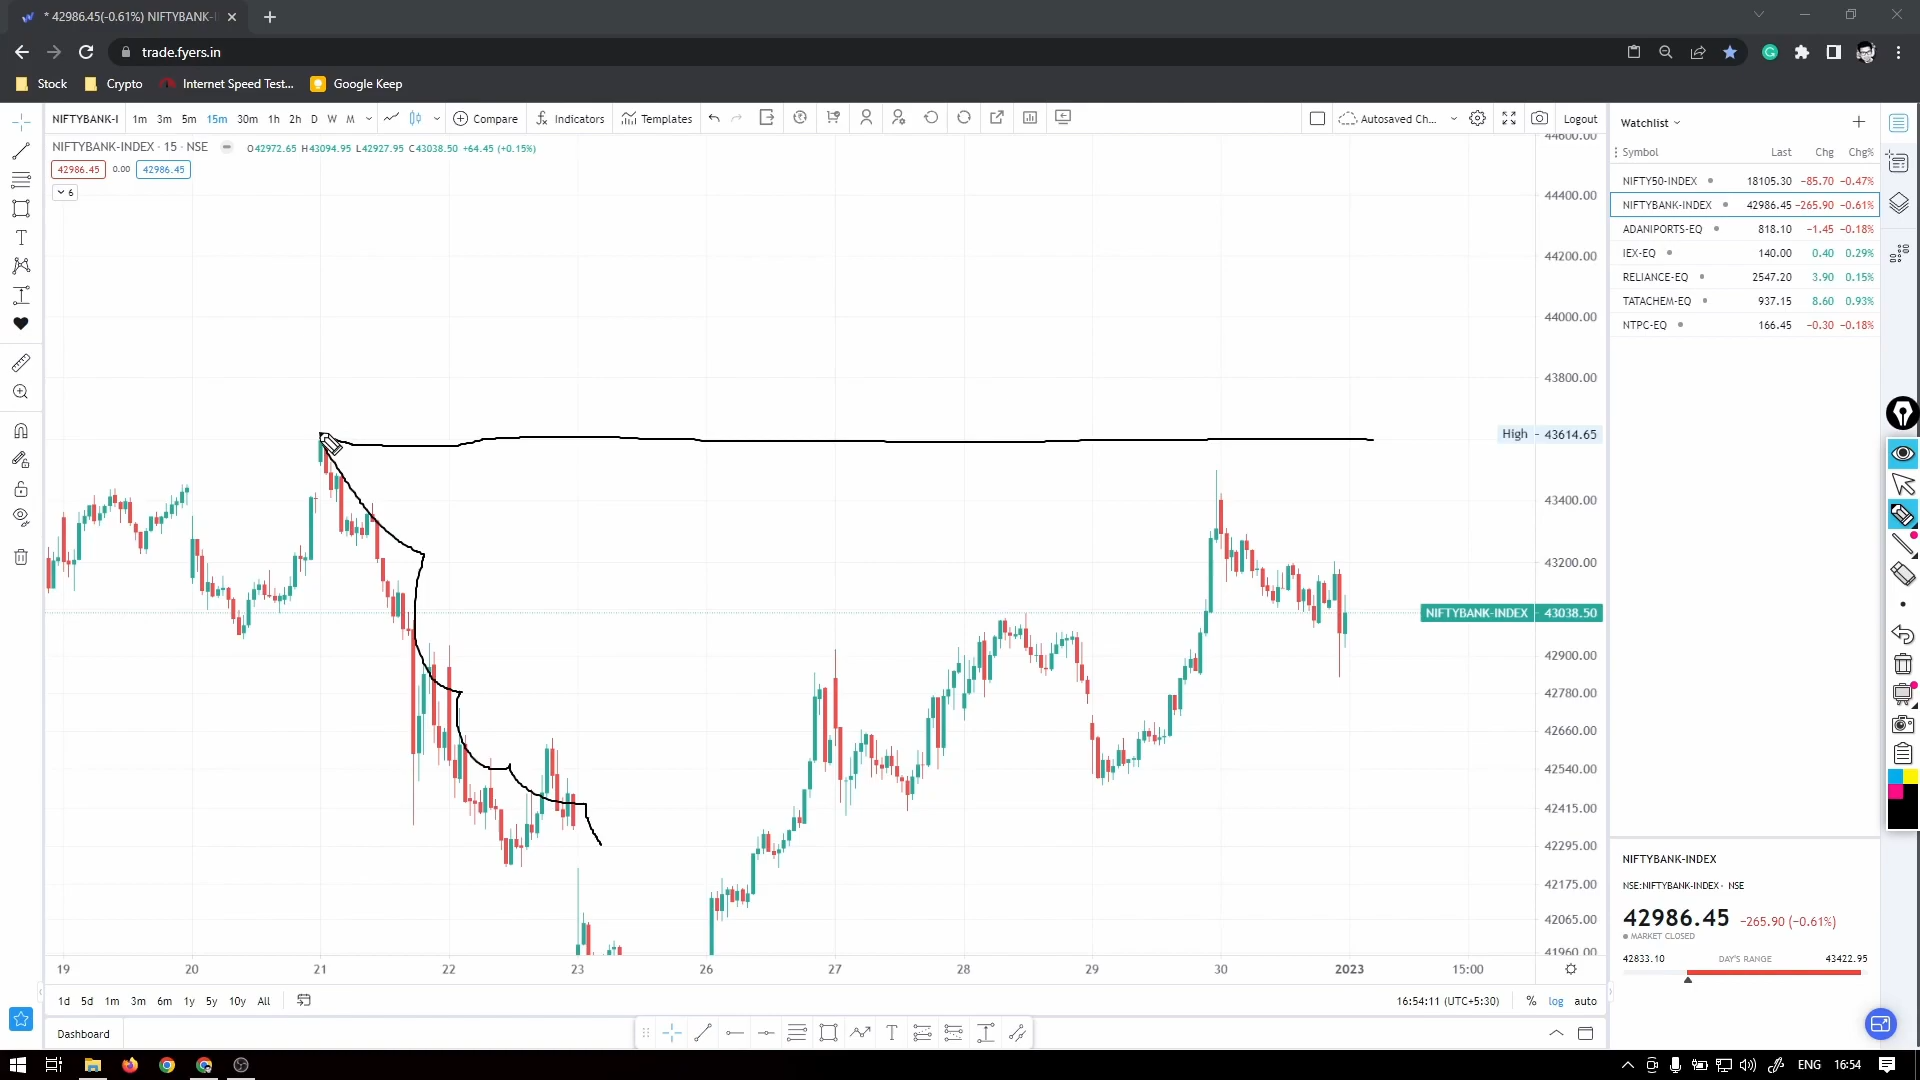 * 42986.45(-0.61%) NIFTYBANK-I
trade.fyers.in
Stock Crypto Internet Speed Test... Google Keep
NIFTYBANK-I 1m 3m 5m 15m 30m 1h 2h D W M Compare Indicators Templates Autosaved Ch... Logout
NIFTYBANK-INDEX · 15 · NSE O42972.65 H43094.95 L42927.95 C43038.50 +64.45 (+0.15%)
42986.45 0.00 42986.45
6
44600.00
44400.00
44200.00
44000.00
43800.00
High - 43614.65
43400.00
43200.00
NIFTYBANK-INDEX 43038.50
42900.00
42780.00
42660.00
42540.00
42415.00
42295.00
42175.00
42065.00
41960.00
19 20 21 22 23 26 27 28 29 30 2023 15:00
1d 5d 1m 3m 6m 1y 5y 10y All 16:54:11 (UTC+5:30) % log auto
Dashboard
Watchlist
Symbol Last Chg Chg%
NIFTY50-INDEX 18105.30 −85.70 −0.47%
NIFTYBANK-INDEX 42986.45 −265.90 −0.61%
ADANIPORTS-EQ 818.10 −1.45 −0.18%
IEX-EQ 140.00 0.40 0.29%
RELIANCE-EQ 2547.20 3.90 0.15%
TATACHEM-EQ 937.15 8.60 0.93%
NTPC-EQ 166.45 −0.30 −0.18%
NIFTYBANK-INDEX
NSE:NIFTYBANK-INDEX · NSE
42986.45 −265.90 (−0.61%)
MARKET CLOSED
42833.10 DAY'S RANGE 43422.95
ENG 16:54